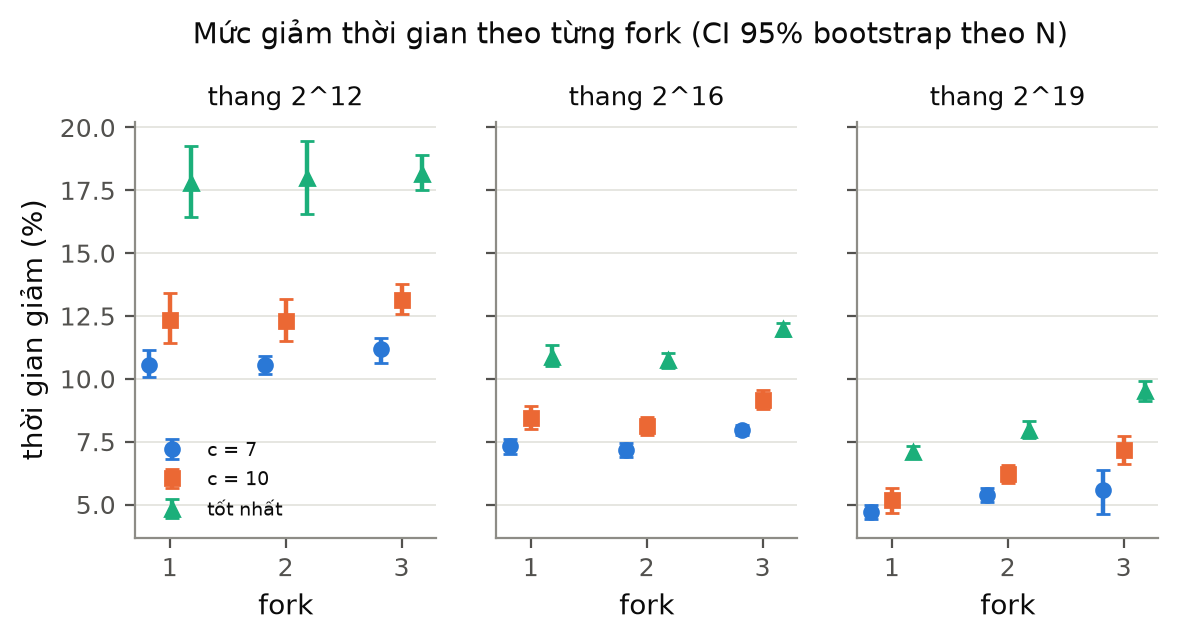 Mức giảm thời gian theo từng fork (CI 95% bootstrap theo N)
thang 2^12
thang 2^16
thang 2^19
thời gian giảm (%)
20.0
17.5
15.0
12.5
10.0
7.5
5.0
c = 7
c = 10
tốt nhất
1 2 3
1 2 3
1 2 3
fork
fork
fork